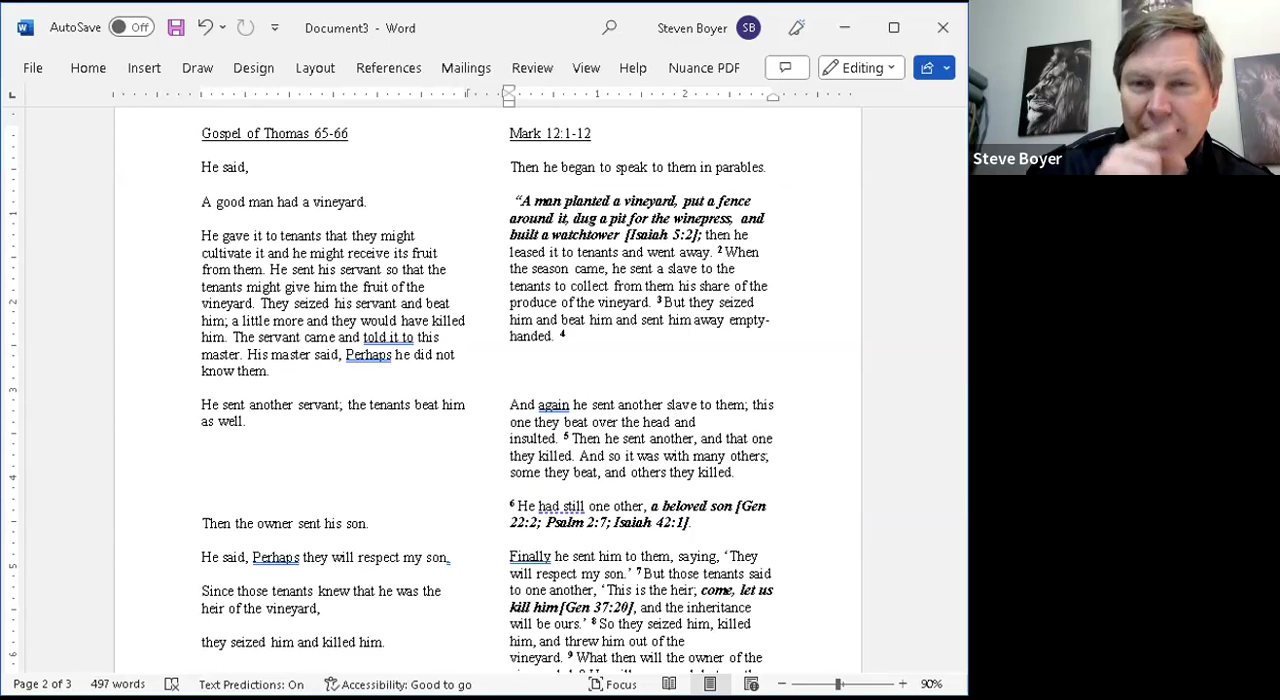 AutoSave Off Document3 - Word Steven Boyer SB
File Home Insert Draw Design Layout References Mailings Review View Help Nuance PDF Editing
1 2
Gospel of Thomas 65-66
He said,
A good man had a vineyard.
He gave it to tenants that they might
cultivate it and he might receive its fruit
from them. He sent his servant so that the
tenants might give him the fruit of the
vineyard. They seized his servant and beat
him; a little more and they would have killed
him. The servant came and told it to this
master. His master said, Perhaps he did not
know them.
He sent another servant; the tenants beat him
as well.
Then the owner sent his son.
He said, Perhaps they will respect my son.
Since those tenants knew that he was the
heir of the vineyard,
they seized him and killed him.
Mark 12:1-12
Then he began to speak to them in parables.
“A man planted a vineyard, put a fence
around it, dug a pit for the winepress, and
built a watchtower [Isaiah 5:2]; then he
leased it to tenants and went away. 2 When
the season came, he sent a slave to the
tenants to collect from them his share of the
produce of the vineyard. 3 But they seized
him and beat him and sent him away empty-
handed. 4
And again he sent another slave to them; this
one they beat over the head and
insulted. 5 Then he sent another, and that one
they killed. And so it was with many others;
some they beat, and others they killed.
6 He had still one other, a beloved son [Gen
22:2; Psalm 2:7; Isaiah 42:1].
Finally he sent him to them, saying, ‘They
will respect my son.’ 7 But those tenants said
to one another, ‘This is the heir; come, let us
kill him [Gen 37:20], and the inheritance
will be ours.’ 8 So they seized him, killed
him, and threw him out of the
vineyard. 9 What then will the owner of the
Page 2 of 3 497 words Text Predictions: On Accessibility: Good to go Focus 90%
Steve Boyer